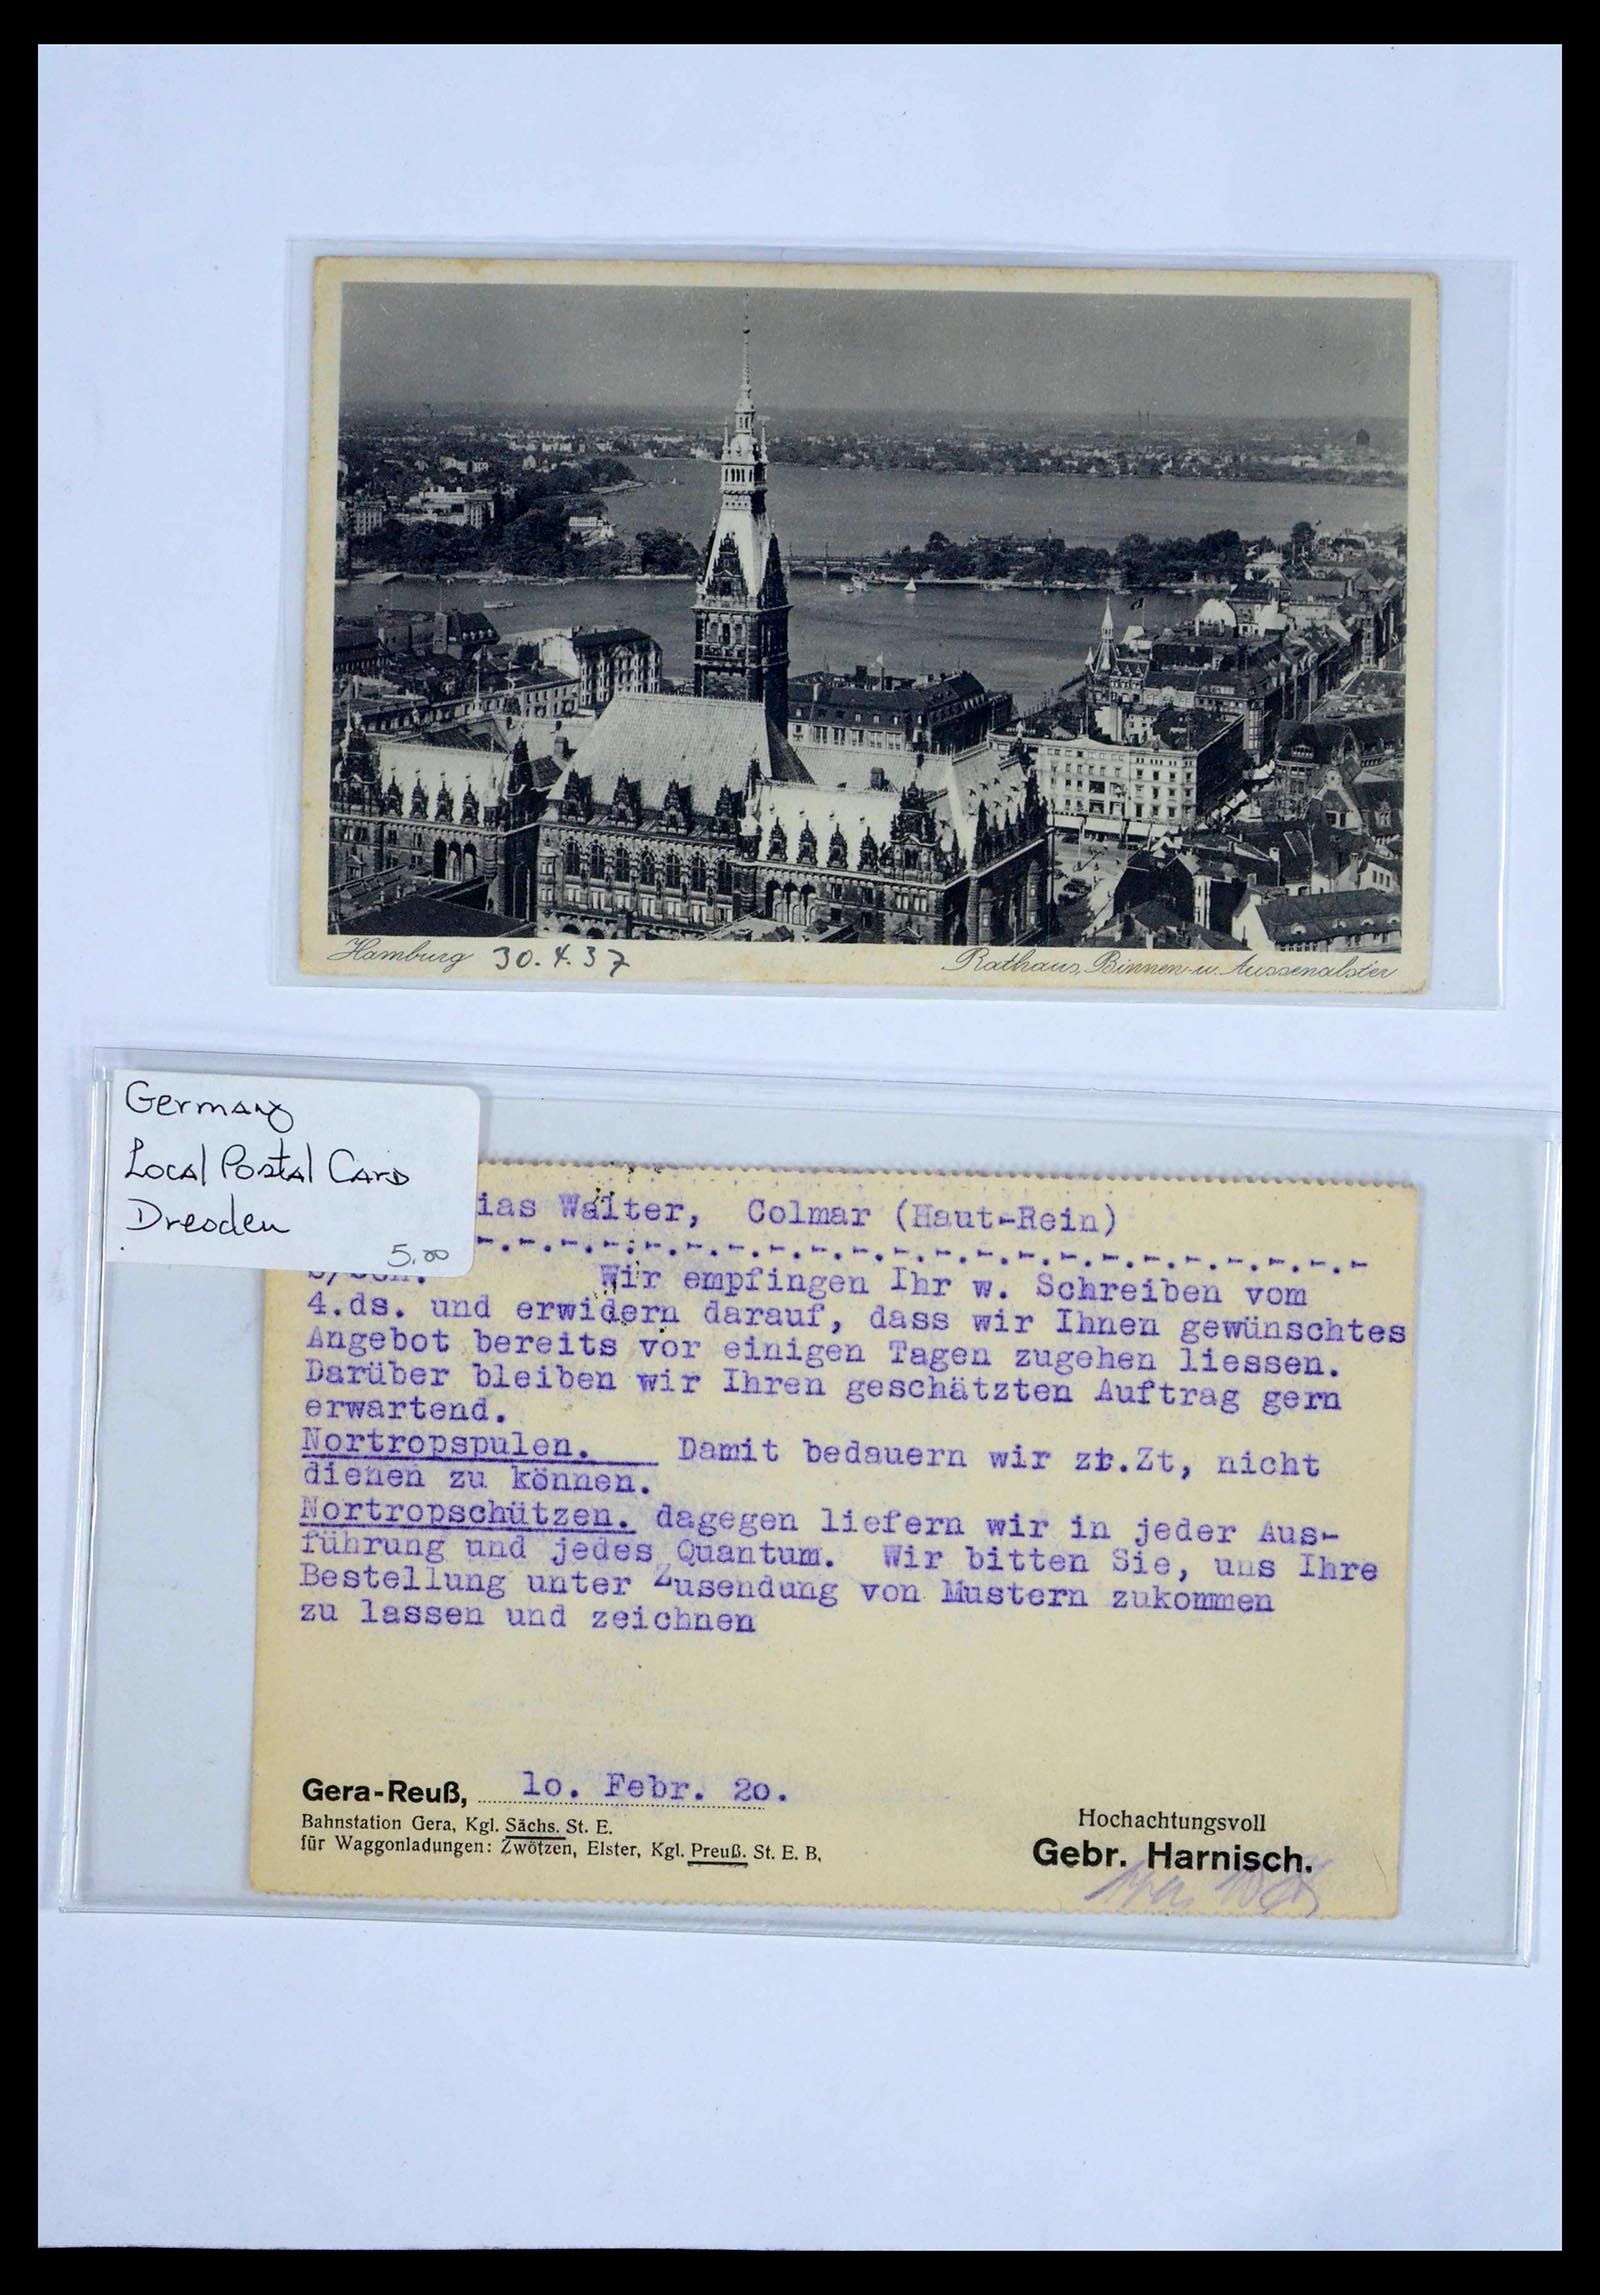 Hamburg 30.4.37
Rathaus, Binnen- u. Aussenalster
Germany
Local Postal Card
Dresden
5.00
ias Walter, Colmar (Haut-Rein)
Wir empfingen Ihr w. Schreiben vom
4.ds. und erwidern darauf, dass wir Ihnen gewünschtes
Angebot bereits vor einigen Tagen zugehen liessen.
Darüber bleiben wir Ihren geschätzten Auftrag gern
erwartend.
Nortropspulen. Damit bedauern wir zt.Zt, nicht
dienen zu können.
Nortropschützen. dagegen liefern wir in jeder Aus-
führung und jedes Quantum. Wir bitten Sie, uns Ihre
Bestellung unter Zusendung von Mustern zukommen
zu lassen und zeichnen
Gera-Reuß, 10. Febr. 20.
Bahnstation Gera, Kgl. Sächs. St. E.
für Waggonladungen: Zwötzen, Elster, Kgl. Preuß. St. E. B.
Hochachtungsvoll
Gebr. Harnisch.